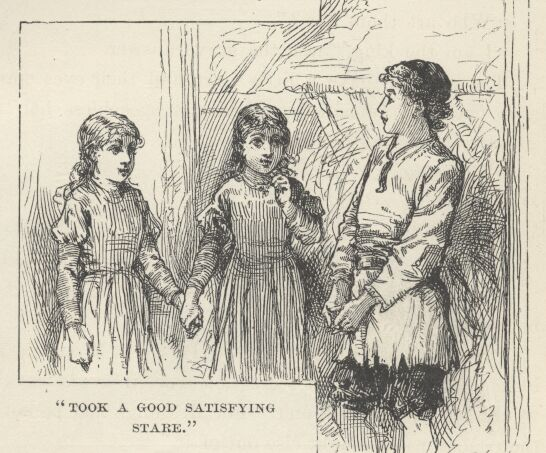 “TOOK A GOOD SATISFYING
STARE.”